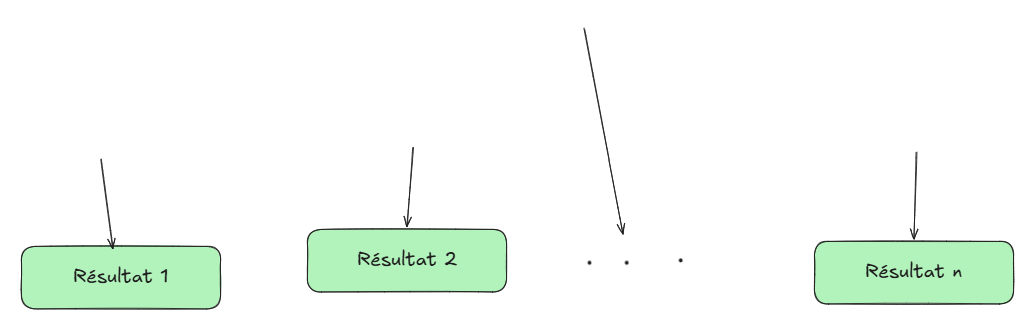 Résultat 1
Résultat 2
. . .
Résultat n